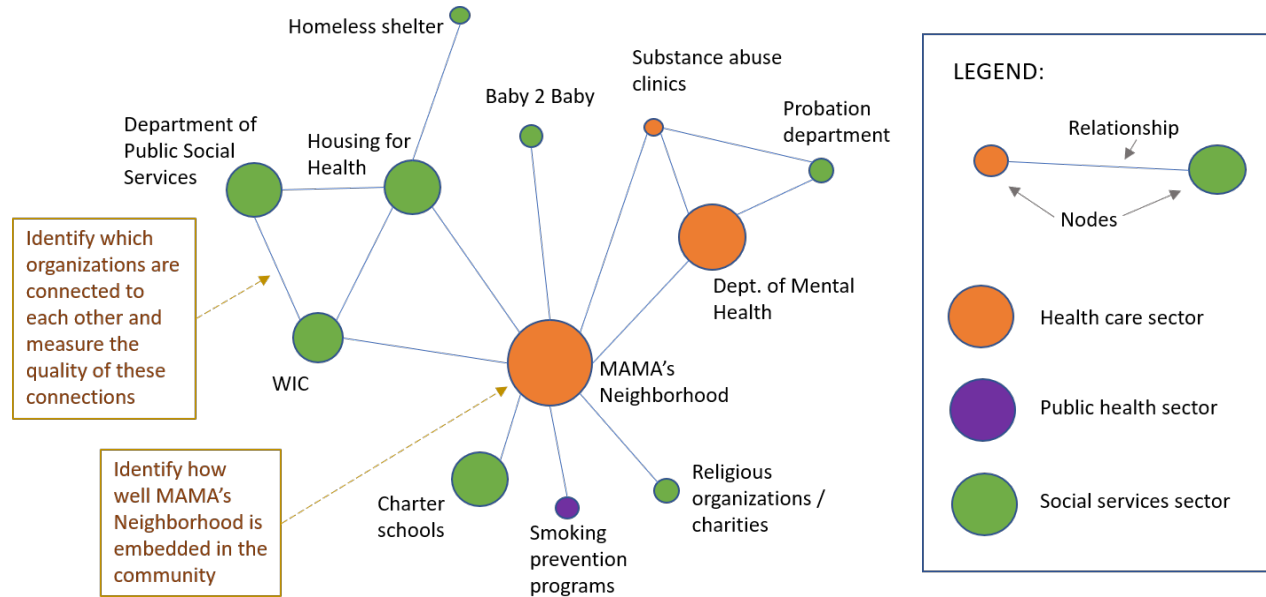 Homeless shelter
Substance abuse
clinics
Baby 2 Baby
Probation
department
Department of
Public Social
Services
Housing for
Health
Identify which
organizations are
connected to
each other and
measure the
quality of these
connections
Dept. of Mental
Health
WIC
MAMA's
Neighborhood
Identify how
well MAMA's
Neighborhood is
embedded in the
community
Charter
schools
Smoking
prevention
programs
Religious
organizations /
charities
LEGEND:
Relationship
Nodes
Health care sector
Public health sector
Social services sector